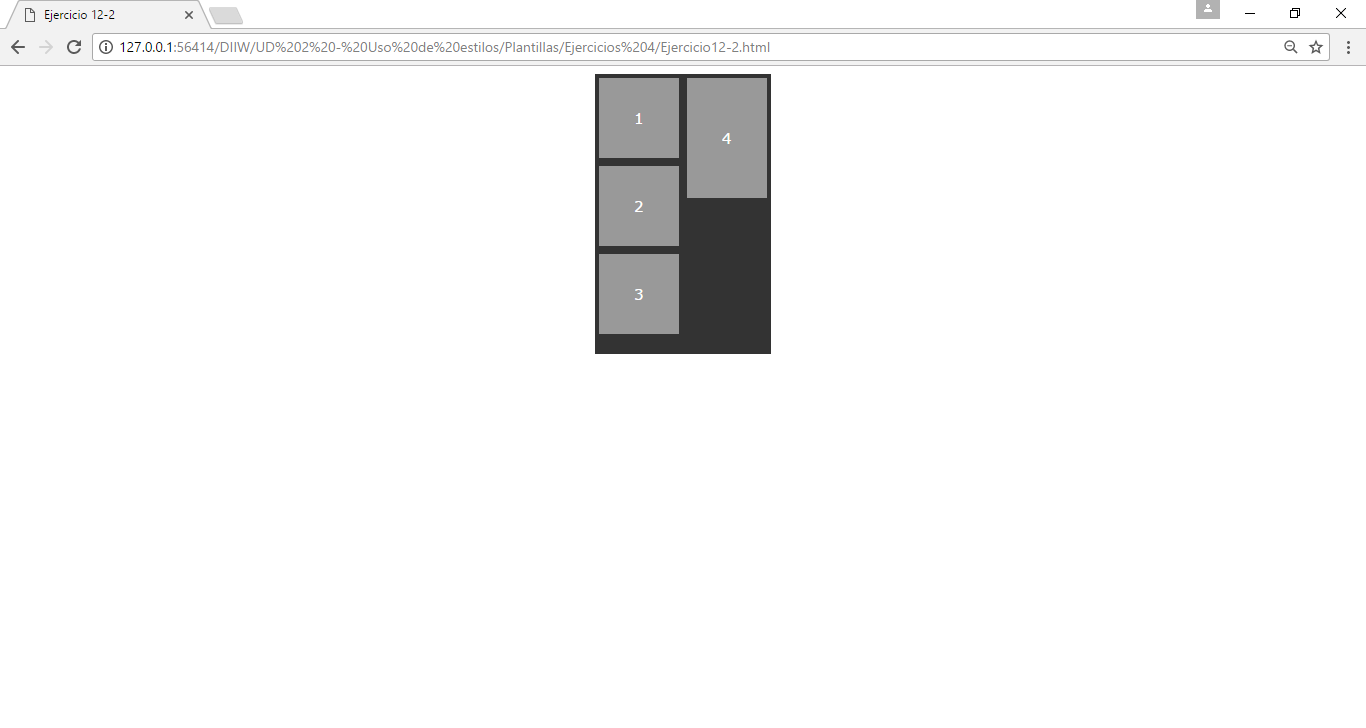 Ejercicio 12-2
127.0.0.1:56414/DIIW/UD%202%20-%20Uso%20de%20estilos/Plantillas/Ejercicios%204/Ejercicio12-2.html
1
4
2
3